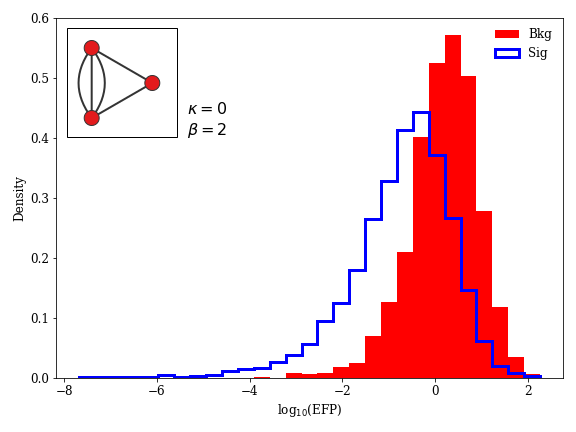 0.6
0.5
0.4
0.3
0.2
0.1
0.0
Density
κ = 0
β = 2
Bkg
Sig
−8 −6 −4 −2 0 2
log₁₀(EFP)